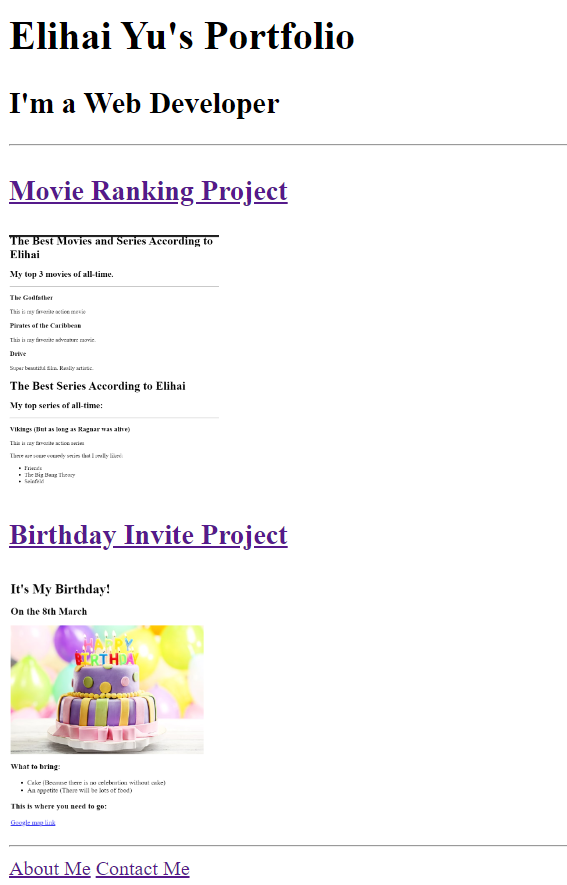 Elihai Yu's Portfolio
I'm a Web Developer
Movie Ranking Project
The Best Movies and Series According to
Elihai
My top 3 movies of all-time.
The Godfather
This is my favorite action movie
Pirates of the Caribbean
This is my favorite adventure movie.
Drive
Super beautiful film. Really artistic.
The Best Series According to Elihai
My top series of all-time:
Vikings (But as long as Ragnar was alive)
This is my favorite action series
There are some comedy series that I really liked:
Friends
The Big Bang Theory
Seinfeld
Birthday Invite Project
It's My Birthday!
On the 8th March
HAPPY
BIRTHDAY
What to bring:
Cake (Because there is no celebration without cake)
An appetite (There will be lots of food)
This is where you need to go:
Google map link
About Me Contact Me